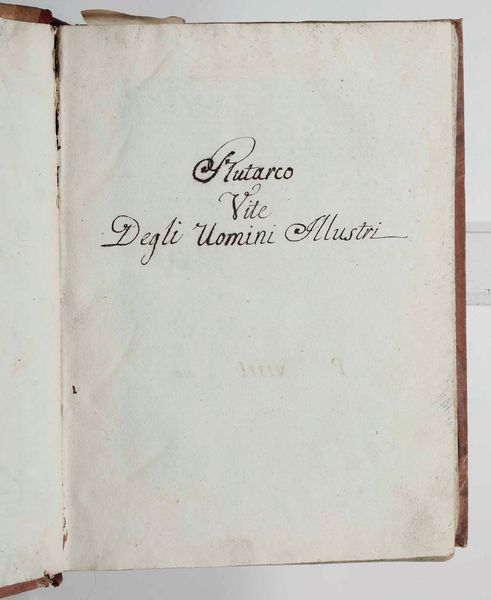 Plutarco
Vite
Degli Uomini Illustri